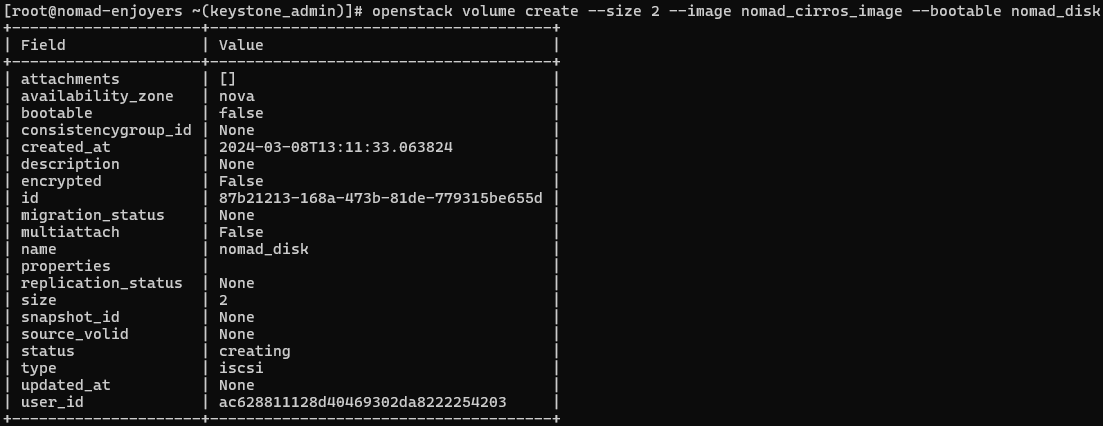 [root@nomad-enjoyers ~(keystone_admin)]# openstack volume create --size 2 --image nomad_cirros_image --bootable nomad_disk
+---------------------+--------------------------------------+
| Field               | Value                                |
+---------------------+--------------------------------------+
| attachments         | []                                   |
| availability_zone   | nova                                 |
| bootable            | false                                |
| consistencygroup_id | None                                 |
| created_at          | 2024-03-08T13:11:33.063824           |
| description         | None                                 |
| encrypted           | False                                |
| id                  | 87b21213-168a-473b-81de-779315be655d |
| migration_status    | None                                 |
| multiattach         | False                                |
| name                | nomad_disk                           |
| properties          |                                      |
| replication_status  | None                                 |
| size                | 2                                    |
| snapshot_id         | None                                 |
| source_volid        | None                                 |
| status              | creating                             |
| type                | iscsi                                |
| updated_at          | None                                 |
| user_id             | ac628811128d40469302da8222254203     |
+---------------------+--------------------------------------+